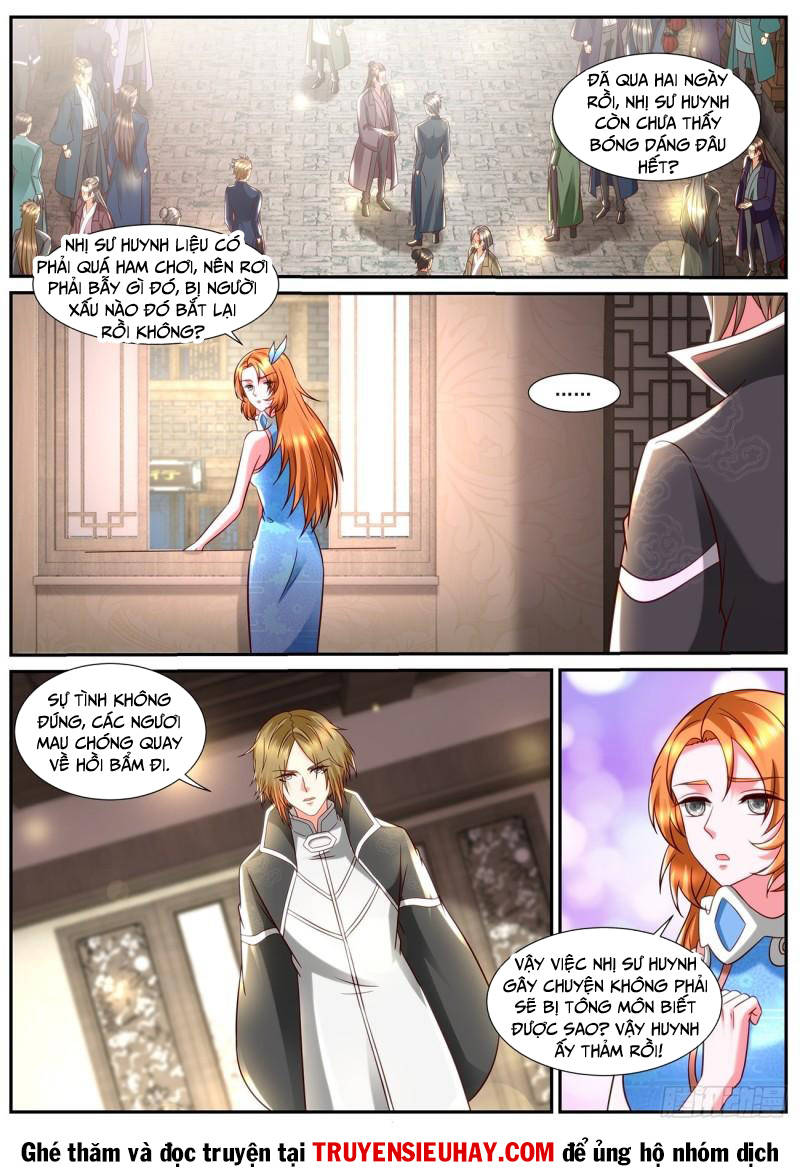 ĐÃ QUA HAI NGÀY
RỒI, NHỊ SƯ HUYNH
CÒN CHƯA THẤY
BÓNG DÁNG ĐÂU
HẾT?
NHỊ SƯ HUYNH LIỆU CÓ
PHẢI QUÁ HAM CHƠI, NÊN RƠI
PHẢI BẪY GÌ ĐÓ, BỊ NGƯỜI
XẤU NÀO ĐÓ BẮT LẠI
RỒI KHÔNG?
......
SỰ TÌNH KHÔNG
ĐÚNG, CÁC NGƯƠI
MAU CHÓNG QUAY
VỀ HỒI BẨM ĐI.
VẬY VIỆC NHỊ SƯ HUYNH
GÂY CHUYỆN KHÔNG PHẢI
SẼ BỊ TÔNG MÔN BIẾT
ĐƯỢC SAO? VẬY HUYNH
ẤY THẢM RỒI!
Ghé thăm và đọc truyện tại TRUYENSIEUHAY.COM để ủng hộ nhóm dịch